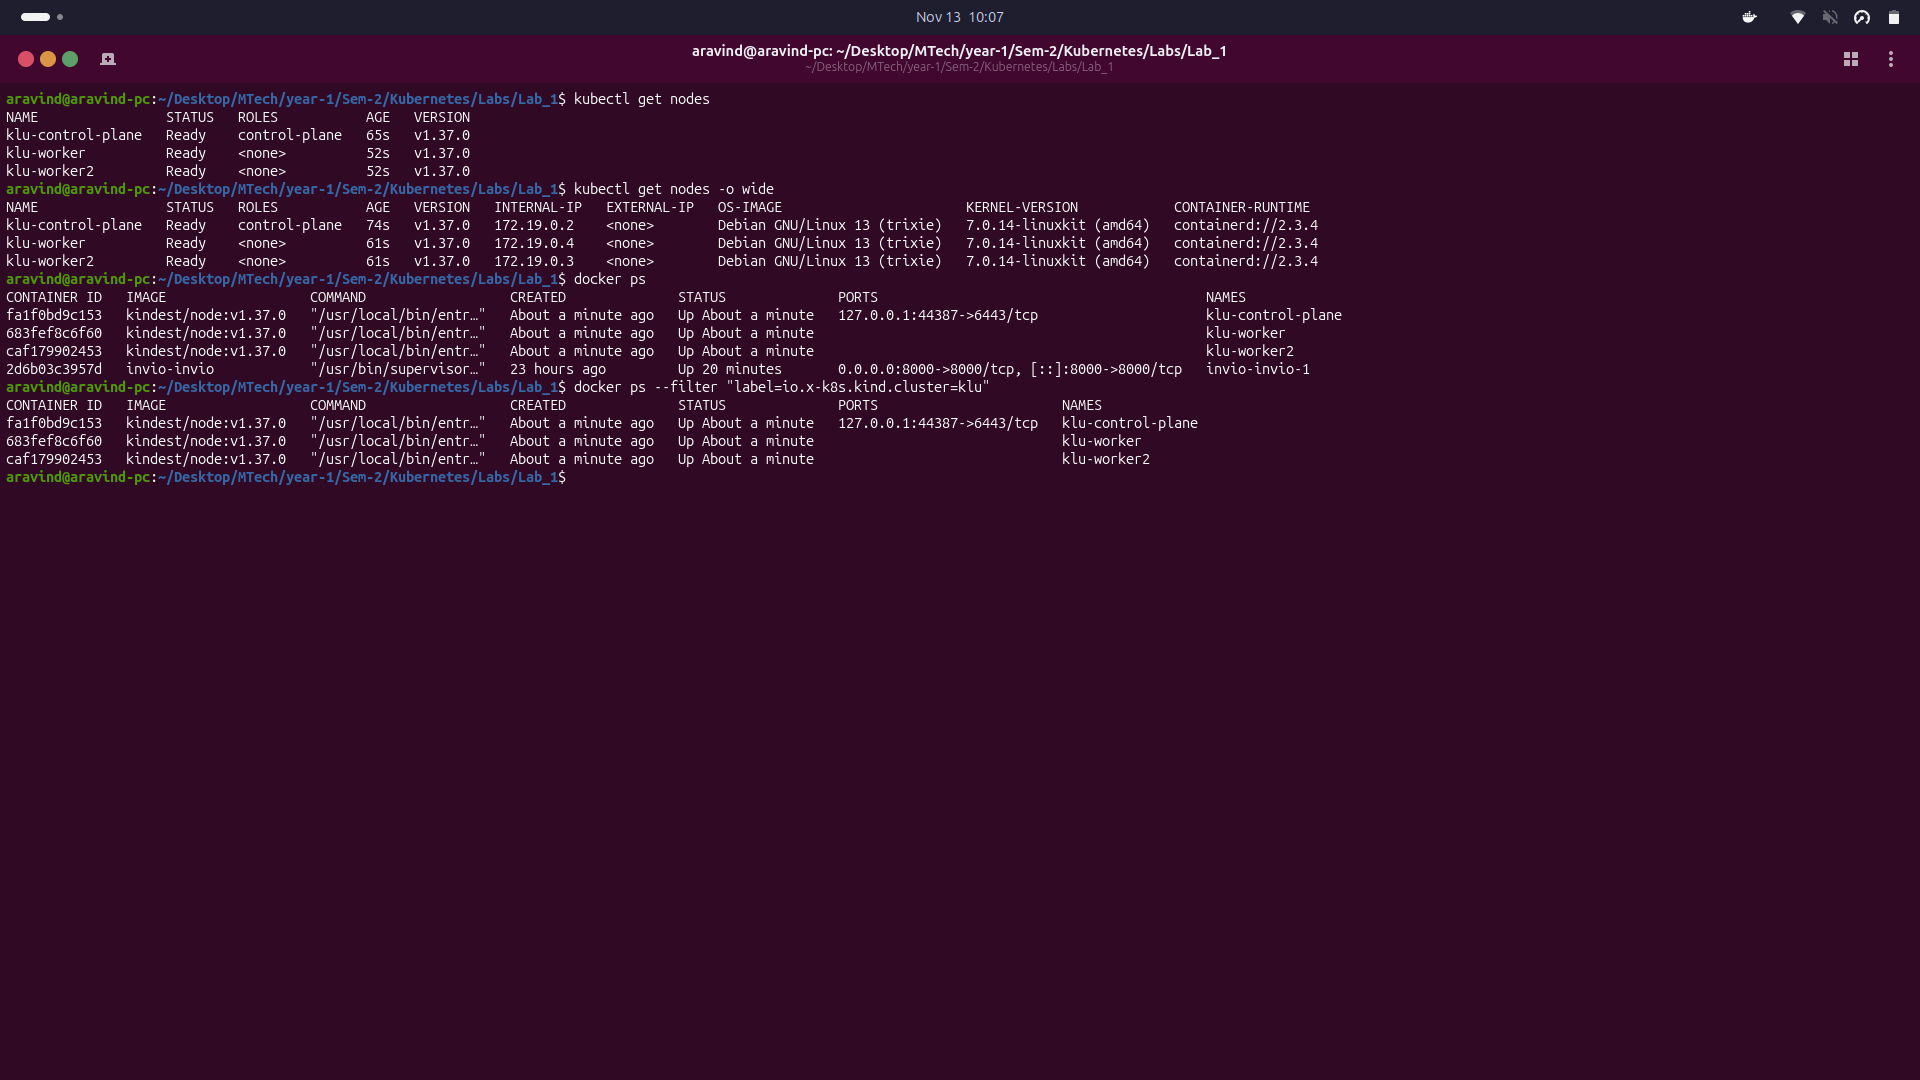 Nov 13 10:07
aravind@aravind-pc: ~/Desktop/MTech/year-1/Sem-2/Kubernetes/Labs/Lab_1
~/Desktop/MTech/year-1/Sem-2/Kubernetes/Labs/Lab_1
aravind@aravind-pc:~/Desktop/MTech/year-1/Sem-2/Kubernetes/Labs/Lab_1$ kubectl get nodes
NAME                STATUS   ROLES           AGE   VERSION
klu-control-plane   Ready    control-plane   65s   v1.37.0
klu-worker          Ready    <none>          52s   v1.37.0
klu-worker2         Ready    <none>          52s   v1.37.0
aravind@aravind-pc:~/Desktop/MTech/year-1/Sem-2/Kubernetes/Labs/Lab_1$ kubectl get nodes -o wide
NAME                STATUS   ROLES           AGE   VERSION   INTERNAL-IP   EXTERNAL-IP   OS-IMAGE                       KERNEL-VERSION            CONTAINER-RUNTIME
klu-control-plane   Ready    control-plane   74s   v1.37.0   172.19.0.2    <none>        Debian GNU/Linux 13 (trixie)   7.0.14-linuxkit (amd64)   containerd://2.3.4
klu-worker          Ready    <none>          61s   v1.37.0   172.19.0.4    <none>        Debian GNU/Linux 13 (trixie)   7.0.14-linuxkit (amd64)   containerd://2.3.4
klu-worker2         Ready    <none>          61s   v1.37.0   172.19.0.3    <none>        Debian GNU/Linux 13 (trixie)   7.0.14-linuxkit (amd64)   containerd://2.3.4
aravind@aravind-pc:~/Desktop/MTech/year-1/Sem-2/Kubernetes/Labs/Lab_1$ docker ps
CONTAINER ID   IMAGE                  COMMAND                  CREATED              STATUS              PORTS                                         NAMES
fa1f0bd9c153   kindest/node:v1.37.0   "/usr/local/bin/entr…"   About a minute ago   Up About a minute   127.0.0.1:44387->6443/tcp                     klu-control-plane
683fef8c6f60   kindest/node:v1.37.0   "/usr/local/bin/entr…"   About a minute ago   Up About a minute                                                 klu-worker
caf179902453   kindest/node:v1.37.0   "/usr/local/bin/entr…"   About a minute ago   Up About a minute                                                 klu-worker2
2d6b03c3957d   invio-invio            "/usr/bin/supervisor…"   23 hours ago         Up 20 minutes       0.0.0.0:8000->8000/tcp, [::]:8000->8000/tcp   invio-invio-1
aravind@aravind-pc:~/Desktop/MTech/year-1/Sem-2/Kubernetes/Labs/Lab_1$ docker ps --filter "label=io.x-k8s.kind.cluster=klu"
CONTAINER ID   IMAGE                  COMMAND                  CREATED              STATUS              PORTS                       NAMES
fa1f0bd9c153   kindest/node:v1.37.0   "/usr/local/bin/entr…"   About a minute ago   Up About a minute   127.0.0.1:44387->6443/tcp   klu-control-plane
683fef8c6f60   kindest/node:v1.37.0   "/usr/local/bin/entr…"   About a minute ago   Up About a minute                               klu-worker
caf179902453   kindest/node:v1.37.0   "/usr/local/bin/entr…"   About a minute ago   Up About a minute                               klu-worker2
aravind@aravind-pc:~/Desktop/MTech/year-1/Sem-2/Kubernetes/Labs/Lab_1$